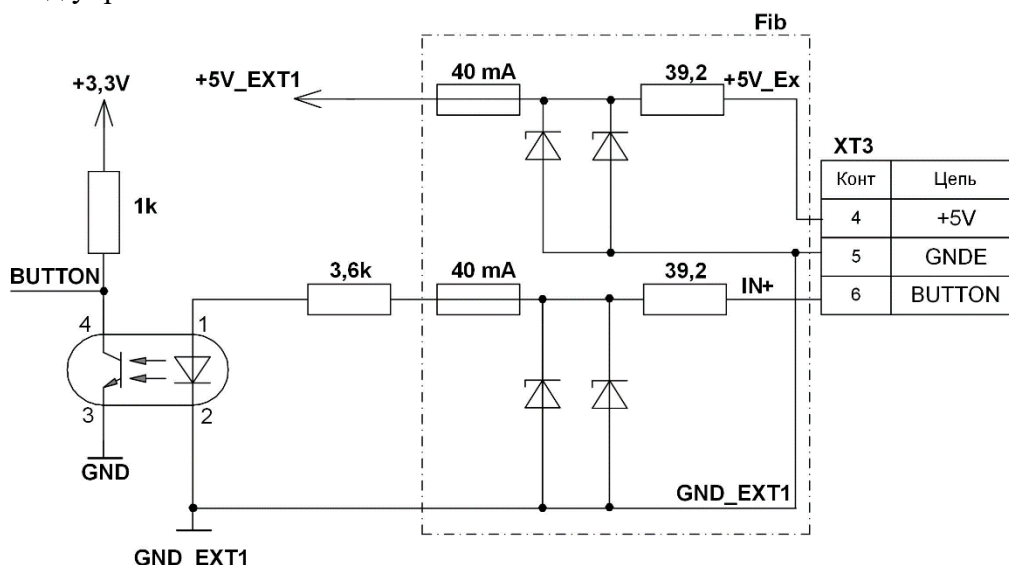 Fib
+3,3V
+5V_EXT1
40 mA
39,2
+5V_Ex
XT3
Конт Цепь
4 +5V
5 GNDE
6 BUTTON
1k
BUTTON
3,6k
40 mA
39,2
IN+
4 1
3 2
GND
GND_EXT1
GND_EXT1